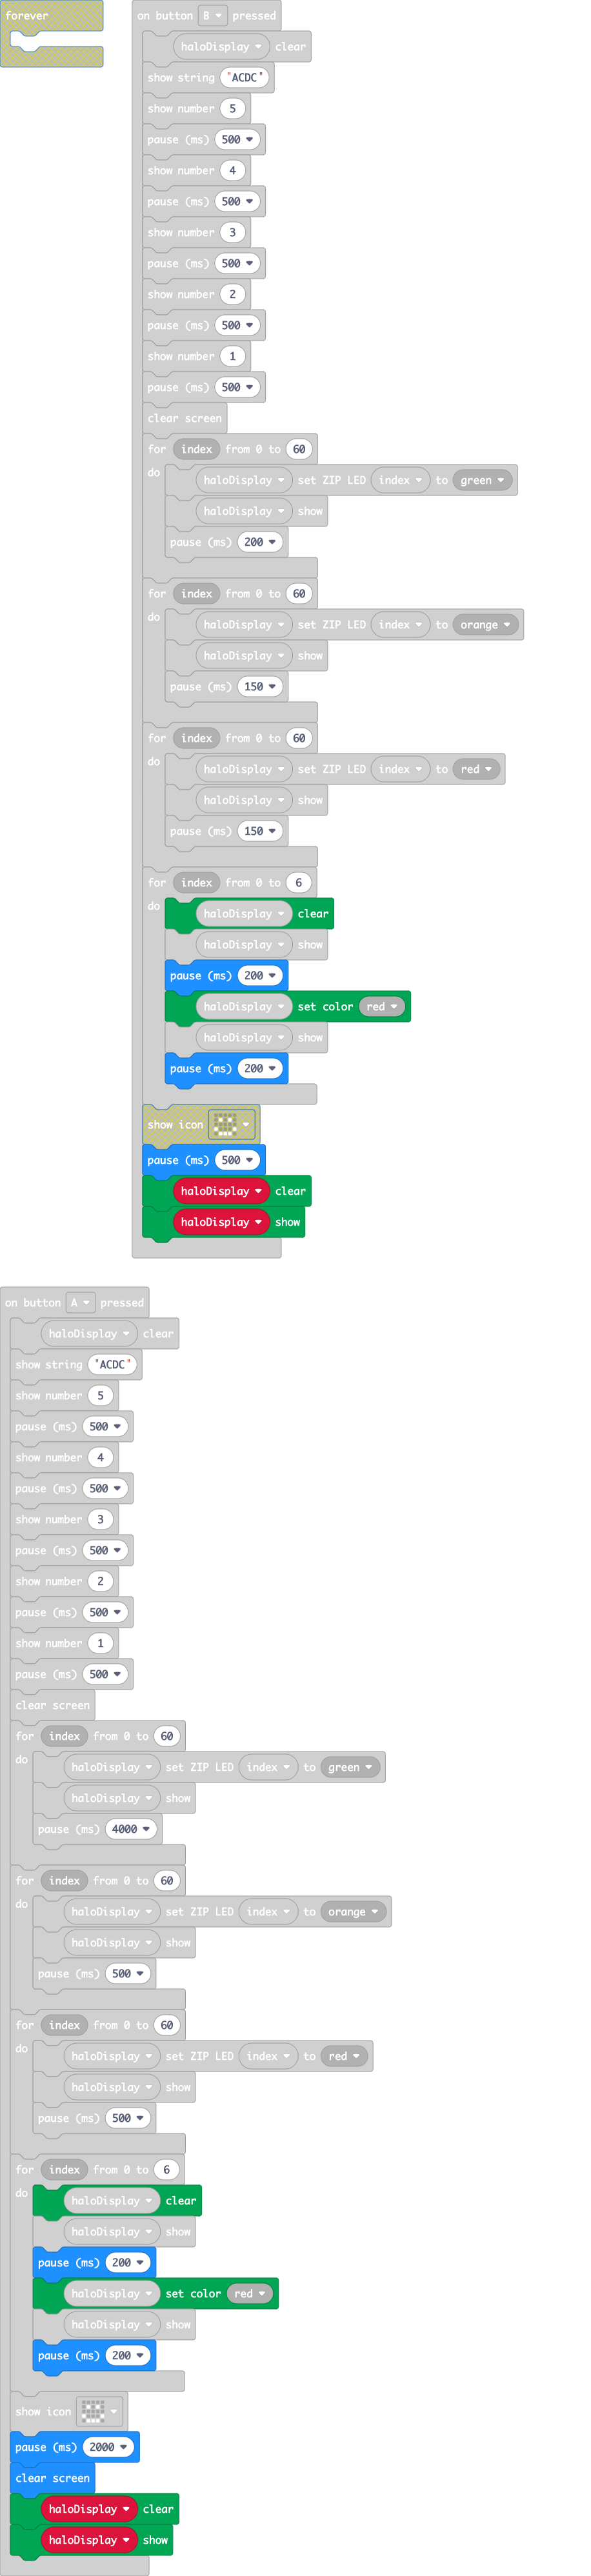 forever
on button B pressed
haloDisplay clear
show string "ACDC"
show number 5
pause (ms) 500
show number 4
pause (ms) 500
show number 3
pause (ms) 500
show number 2
pause (ms) 500
show number 1
pause (ms) 500
clear screen
for index from 0 to 60
do
haloDisplay set ZIP LED index to green
haloDisplay show
pause (ms) 200
for index from 0 to 60
do
haloDisplay set ZIP LED index to orange
haloDisplay show
pause (ms) 150
for index from 0 to 60
do
haloDisplay set ZIP LED index to red
haloDisplay show
pause (ms) 150
for index from 0 to 6
do
haloDisplay clear
haloDisplay show
pause (ms) 200
haloDisplay set color red
haloDisplay show
pause (ms) 200
show icon
pause (ms) 500
haloDisplay clear
haloDisplay show
on button A pressed
haloDisplay clear
show string "ACDC"
show number 5
pause (ms) 500
show number 4
pause (ms) 500
show number 3
pause (ms) 500
show number 2
pause (ms) 500
show number 1
pause (ms) 500
clear screen
for index from 0 to 60
do
haloDisplay set ZIP LED index to green
haloDisplay show
pause (ms) 4000
for index from 0 to 60
do
haloDisplay set ZIP LED index to orange
haloDisplay show
pause (ms) 500
for index from 0 to 60
do
haloDisplay set ZIP LED index to red
haloDisplay show
pause (ms) 500
for index from 0 to 6
do
haloDisplay clear
haloDisplay show
pause (ms) 200
haloDisplay set color red
haloDisplay show
pause (ms) 200
show icon
pause (ms) 2000
clear screen
haloDisplay clear
haloDisplay show